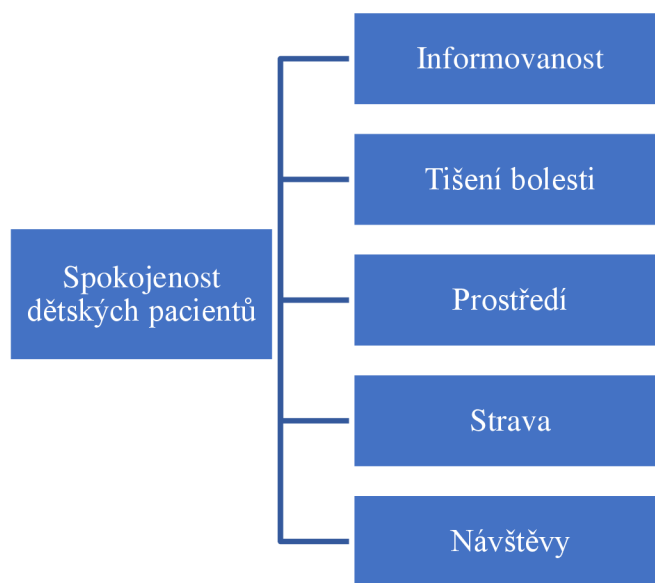 Spokojenost
dětských pacientů
Informovanost
Tišení bolesti
Prostředí
Strava
Návštěvy